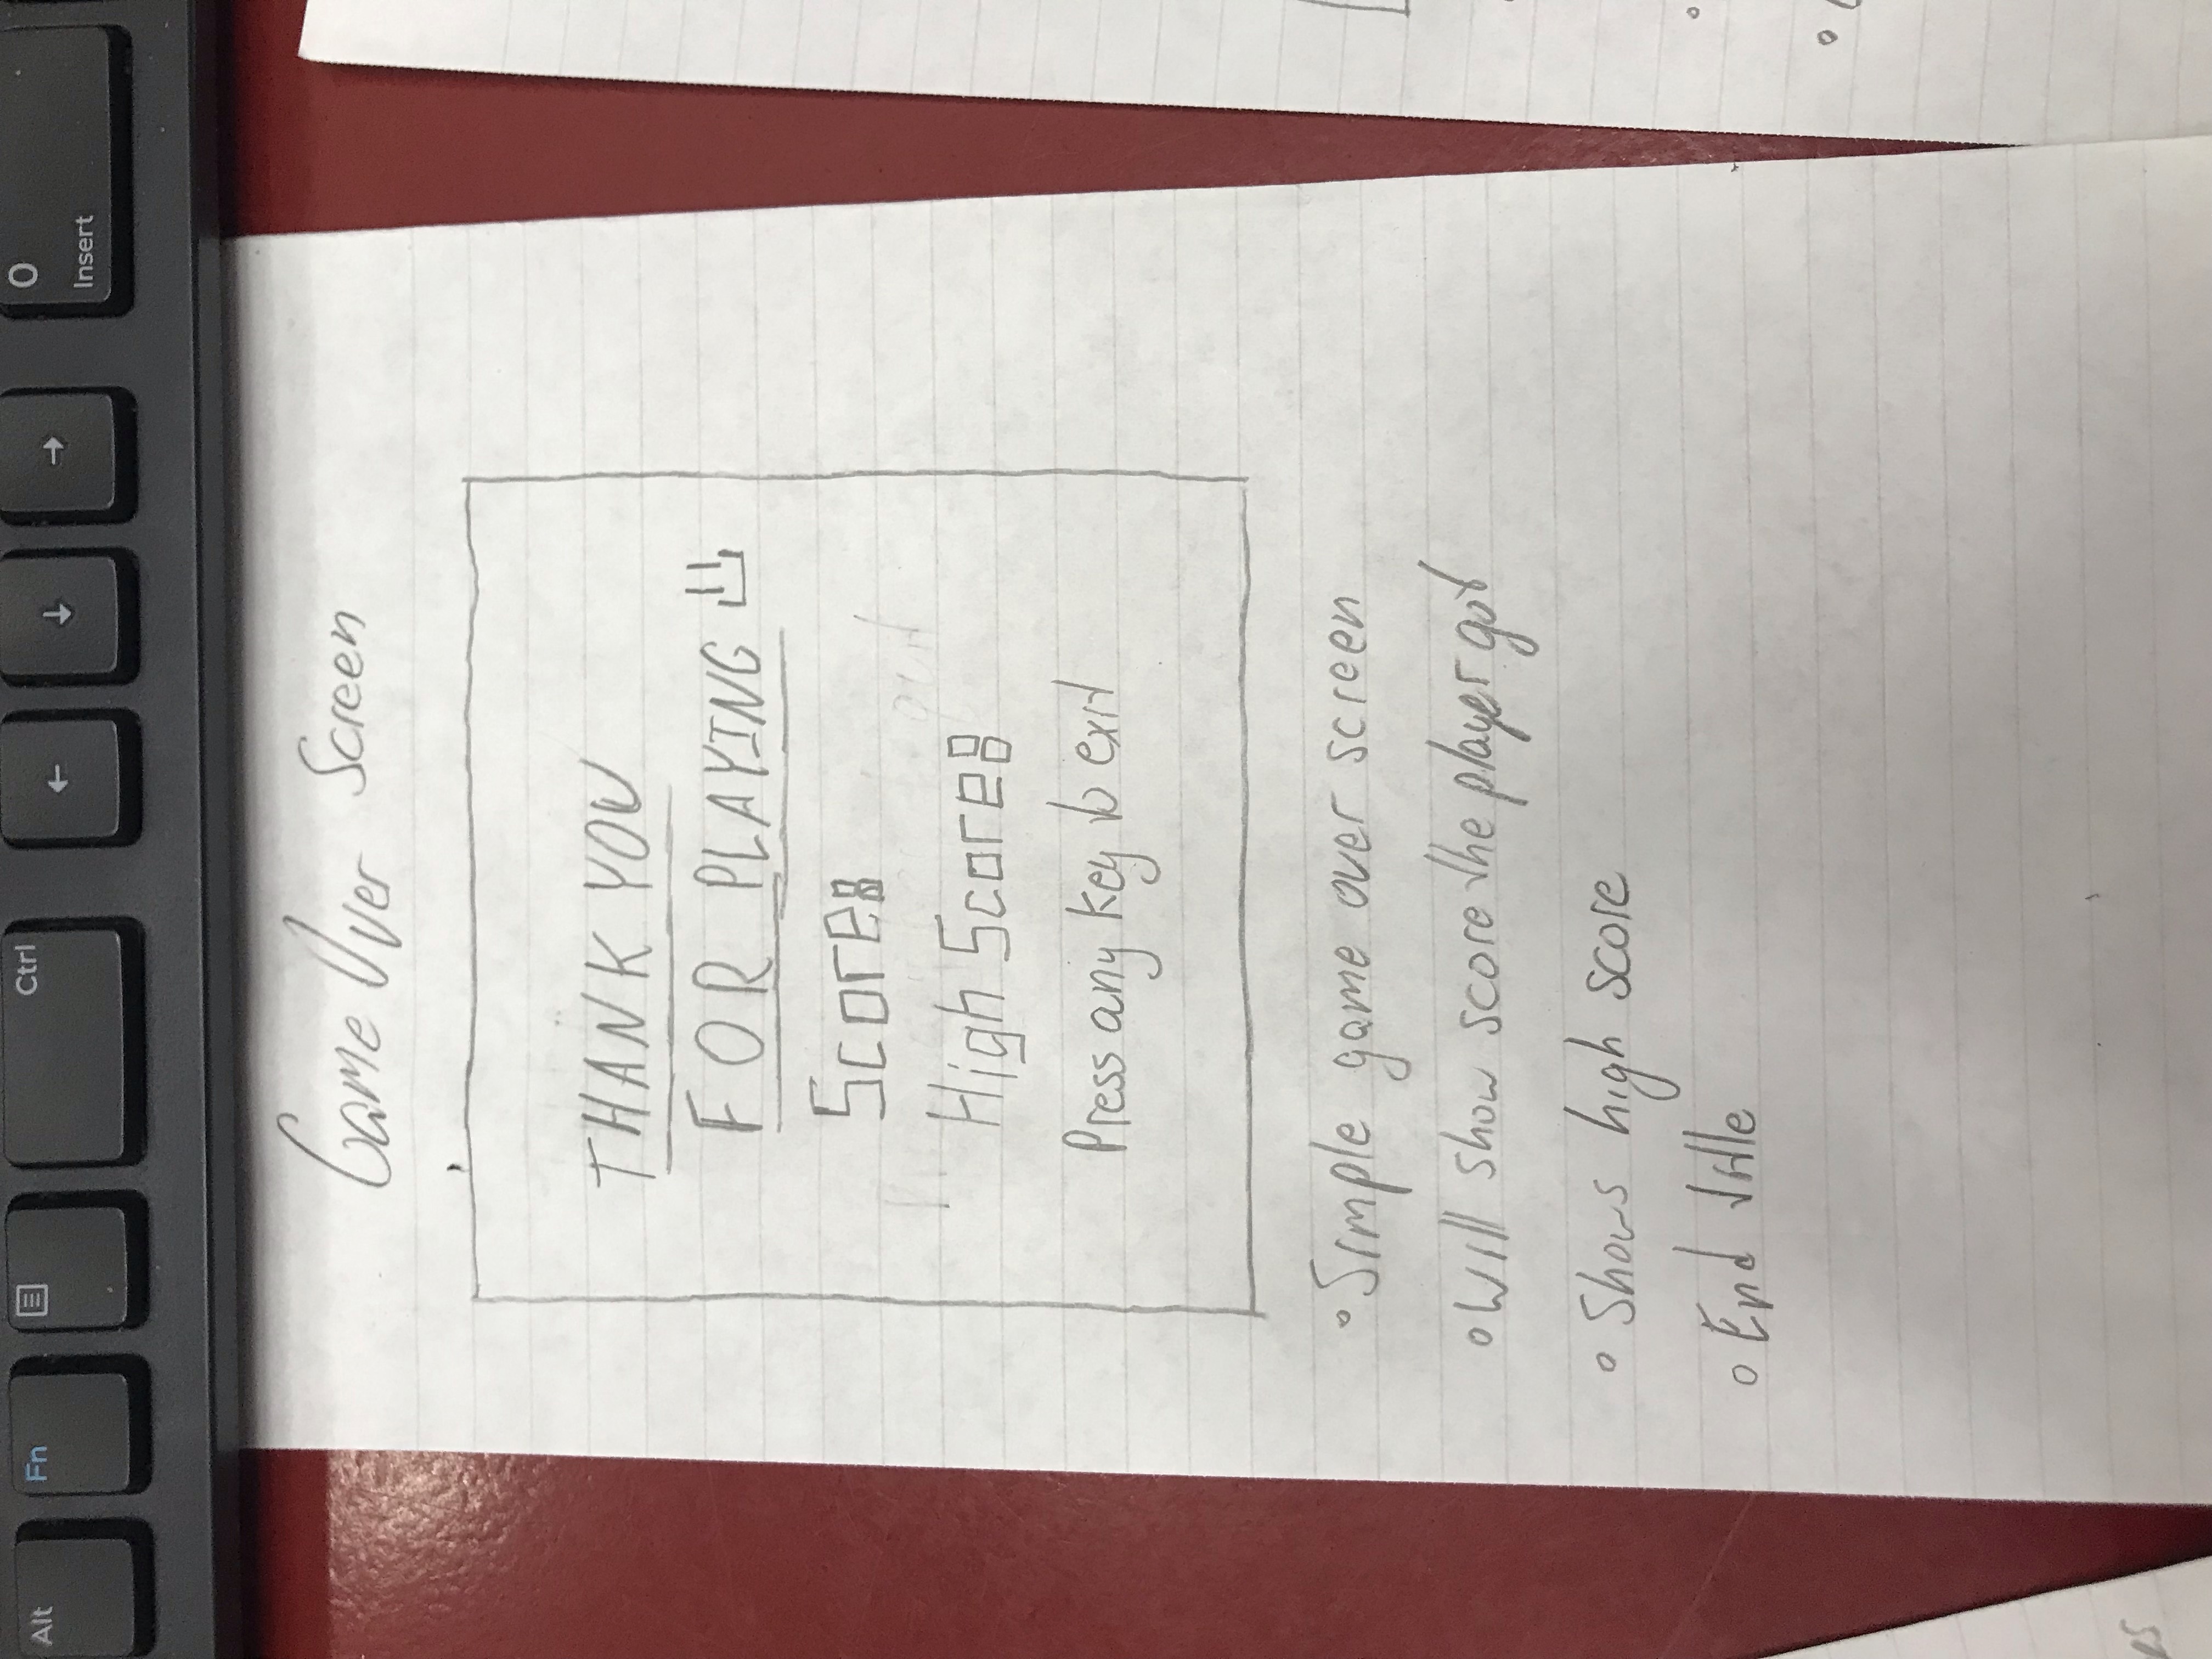 Alt Fn Ctrl ← ↓ → 0
Insert
Game Over Screen
THANK YOU
FOR PLAYING
Score:
High Score:
Press any key to exit
• Simple game over screen
• Will show score the player got
• Shows high score
• End title